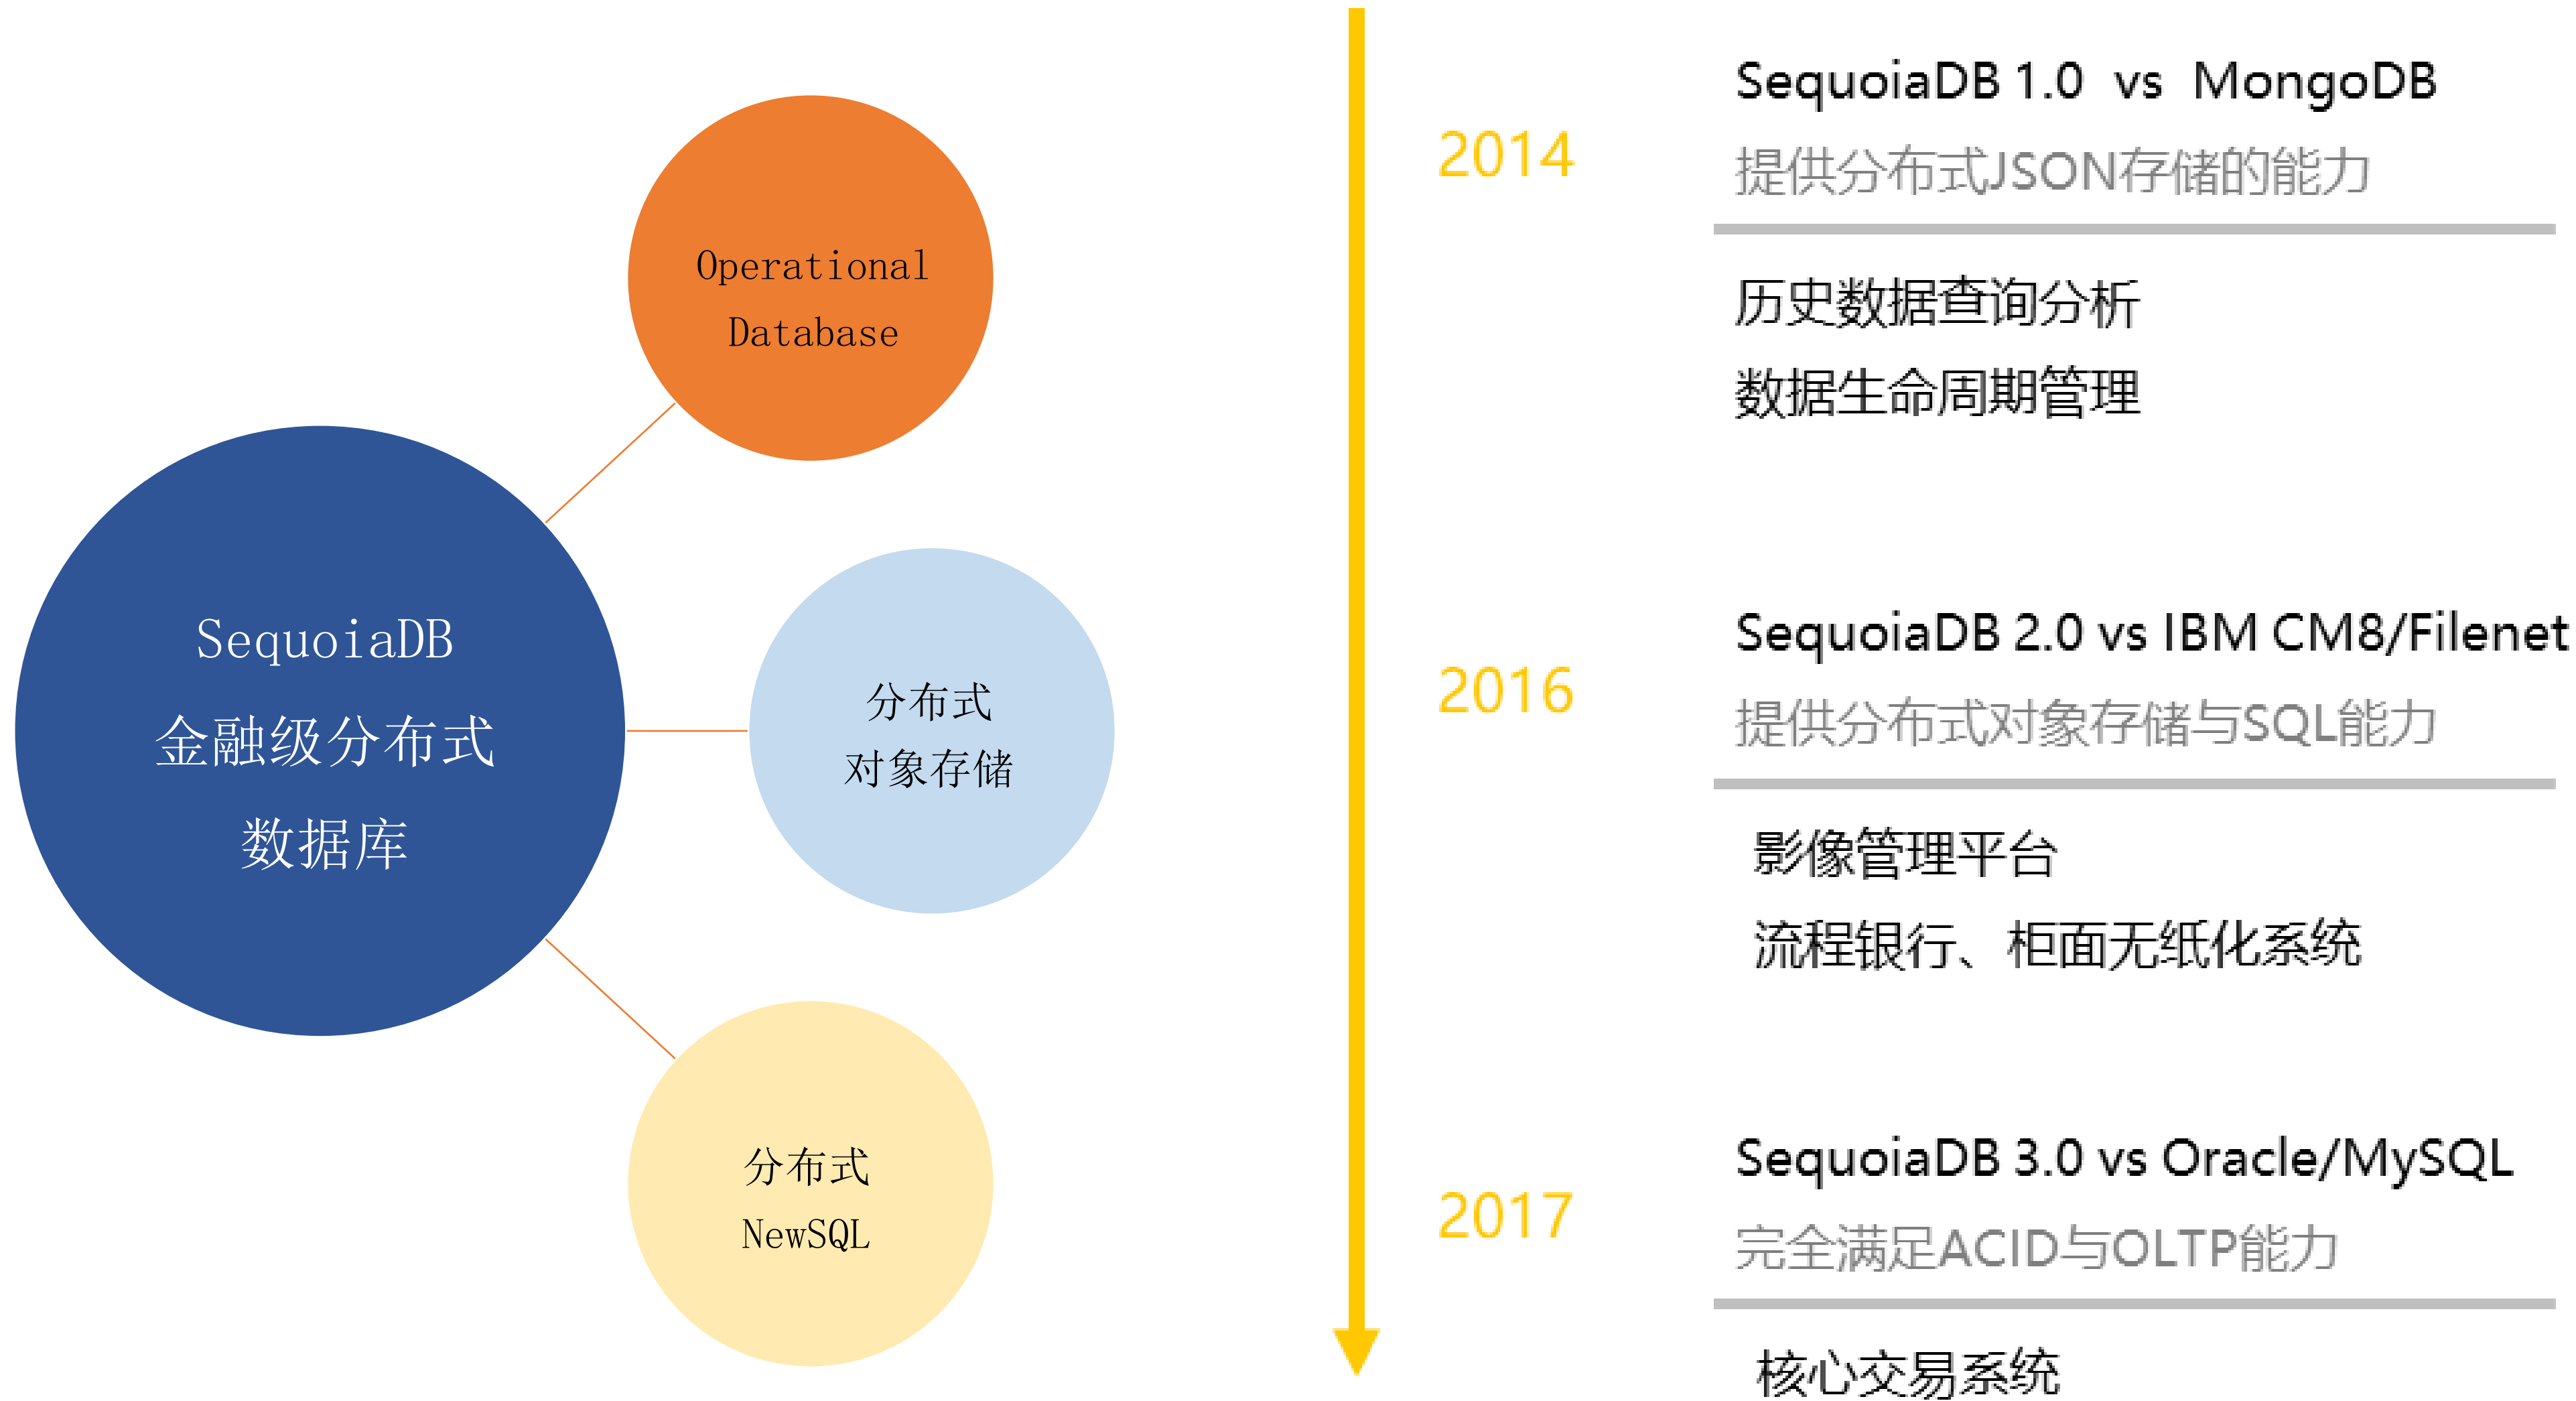 Operational
Database
SequoiaDB
金融级分布式
数据库
分布式
对象存储
分布式
NewSQL
2014
SequoiaDB 1.0 vs MongoDB
提供分布式JSON存储的能力
历史数据查询分析
数据生命周期管理
2016
SequoiaDB 2.0 vs IBM CM8/Filenet
提供分布式对象存储与SQL能力
影像管理平台
流程银行、柜面无纸化系统
2017
SequoiaDB 3.0 vs Oracle/MySQL
完全满足ACID与OLTP能力
核心交易系统